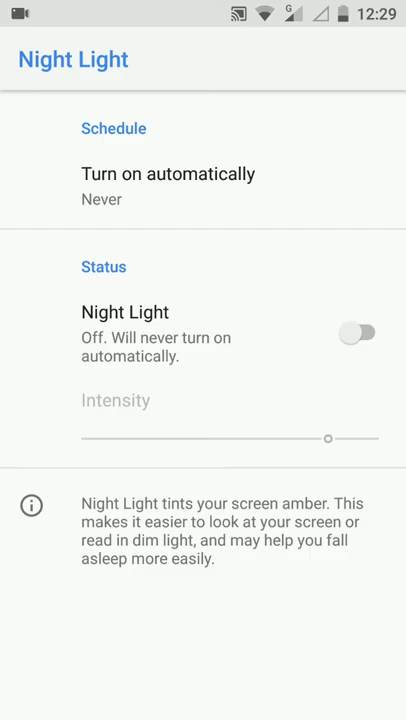 G
12:29
Night Light
Schedule
Turn on automatically
Never
Status
Night Light
Off. Will never turn on
automatically.
Intensity
Night Light tints your screen amber. This
makes it easier to look at your screen or
read in dim light, and may help you fall
asleep more easily.